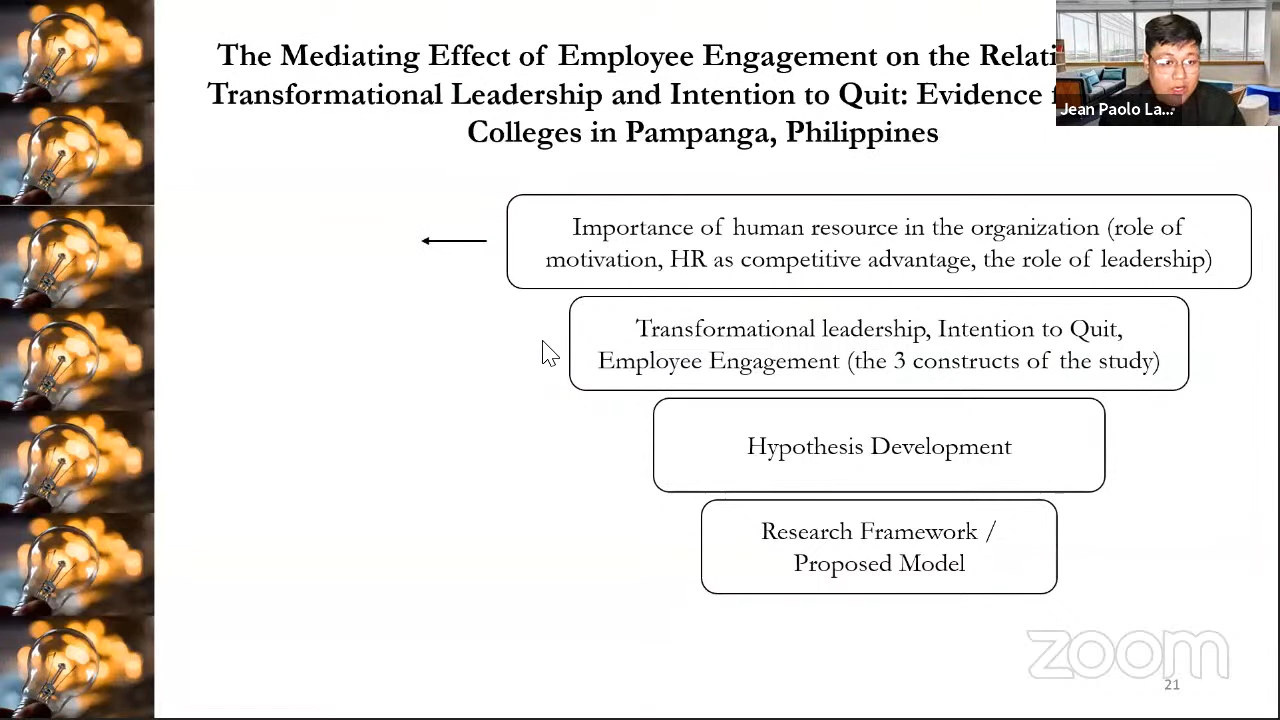 The Mediating Effect of Employee Engagement on the
Transformational Leadership and Intention to Quit: Evidence
Colleges in Pampanga, Philippines
Jean Paolo La...
Importance of human resource in the organization (role of
motivation, HR as competitive advantage, the role of leadership)
Transformational leadership, Intention to Quit,
Employee Engagement (the 3 constructs of the study)
Hypothesis Development
Research Framework /
Proposed Model
zoom
21